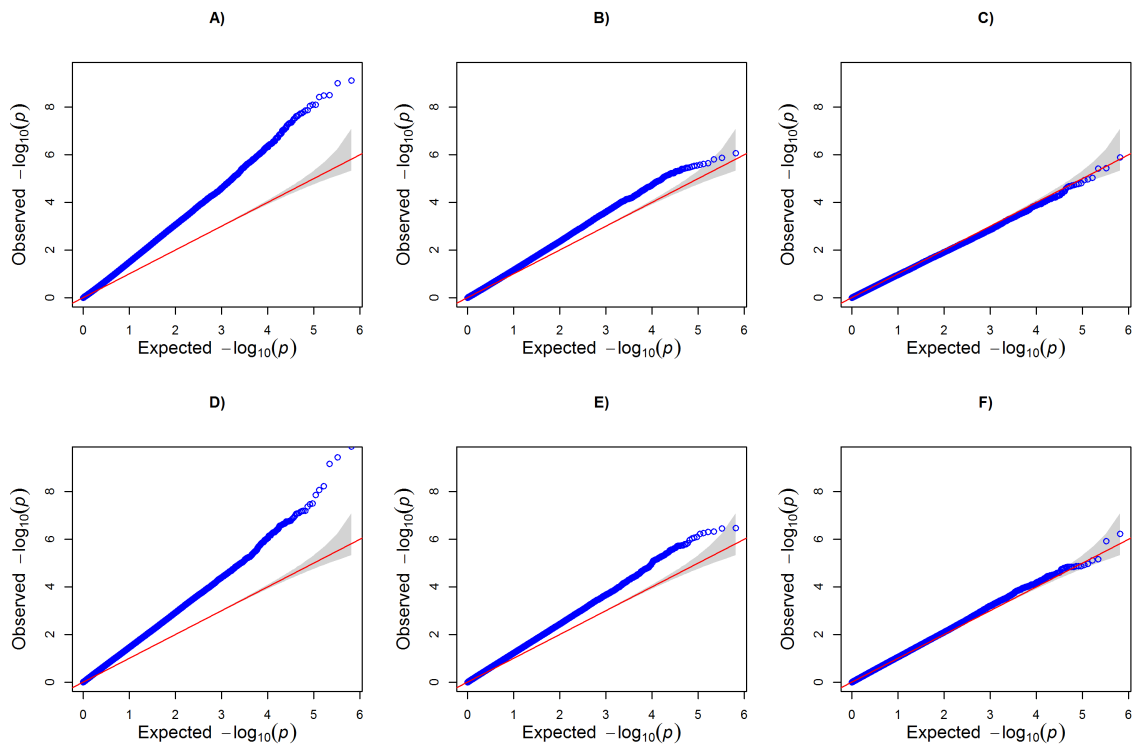 A)
B)
C)
Observed −log10(p)
0 2 4 6 8
0 1 2 3 4 5 6
Expected −log10(p)
Observed −log10(p)
0 2 4 6 8
0 1 2 3 4 5 6
Expected −log10(p)
Observed −log10(p)
0 2 4 6 8
0 1 2 3 4 5 6
Expected −log10(p)
D)
E)
F)
Observed −log10(p)
0 2 4 6 8
0 1 2 3 4 5 6
Expected −log10(p)
Observed −log10(p)
0 2 4 6 8
0 1 2 3 4 5 6
Expected −log10(p)
Observed −log10(p)
0 2 4 6 8
0 1 2 3 4 5 6
Expected −log10(p)